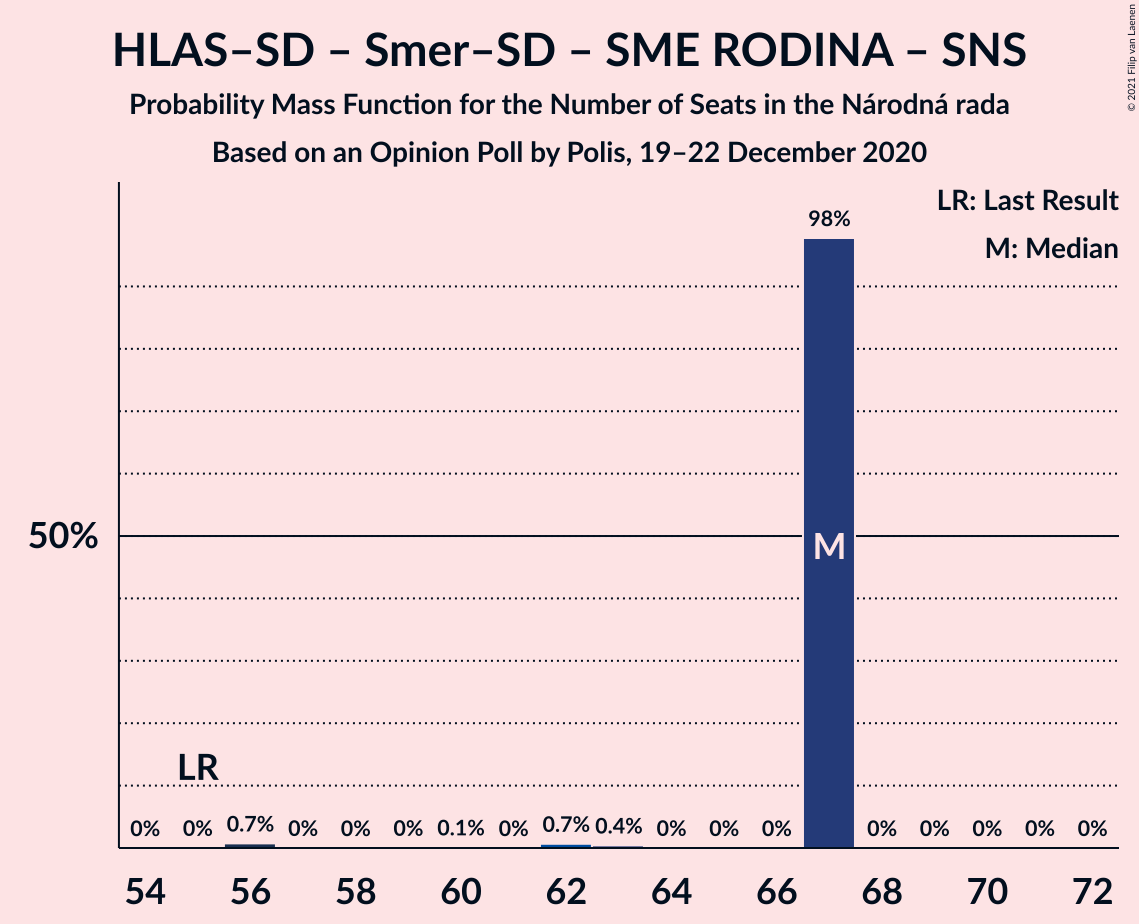 HLAS–SD – Smer–SD – SME RODINA – SNS
Probability Mass Function for the Number of Seats in the Národná rada
Based on an Opinion Poll by Polis, 19–22 December 2020
© 2021 Filip van Laenen
LR: Last Result
M: Median
98%
50%
M
LR
0% 0% 0.7% 0% 0% 0% 0.1% 0% 0.7% 0.4% 0% 0% 0% 0% 0% 0% 0% 0%
54 56 58 60 62 64 66 68 70 72